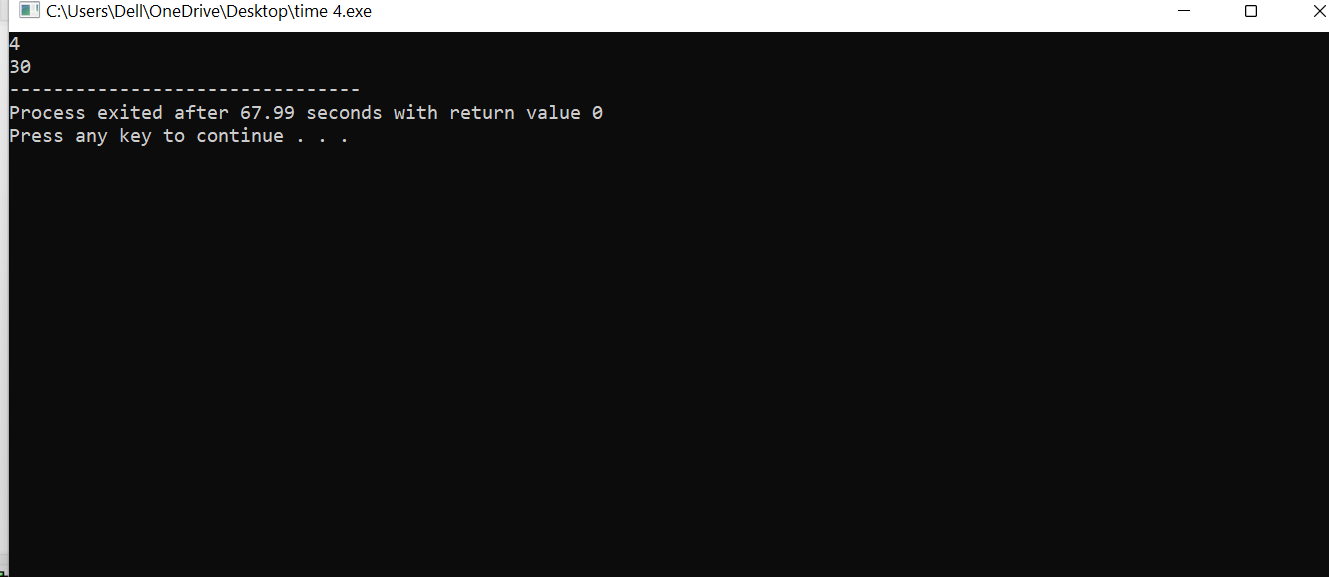 C:\Users\Dell\OneDrive\Desktop\time 4.exe
4
30
--------------------------------
Process exited after 67.99 seconds with return value 0
Press any key to continue . . .